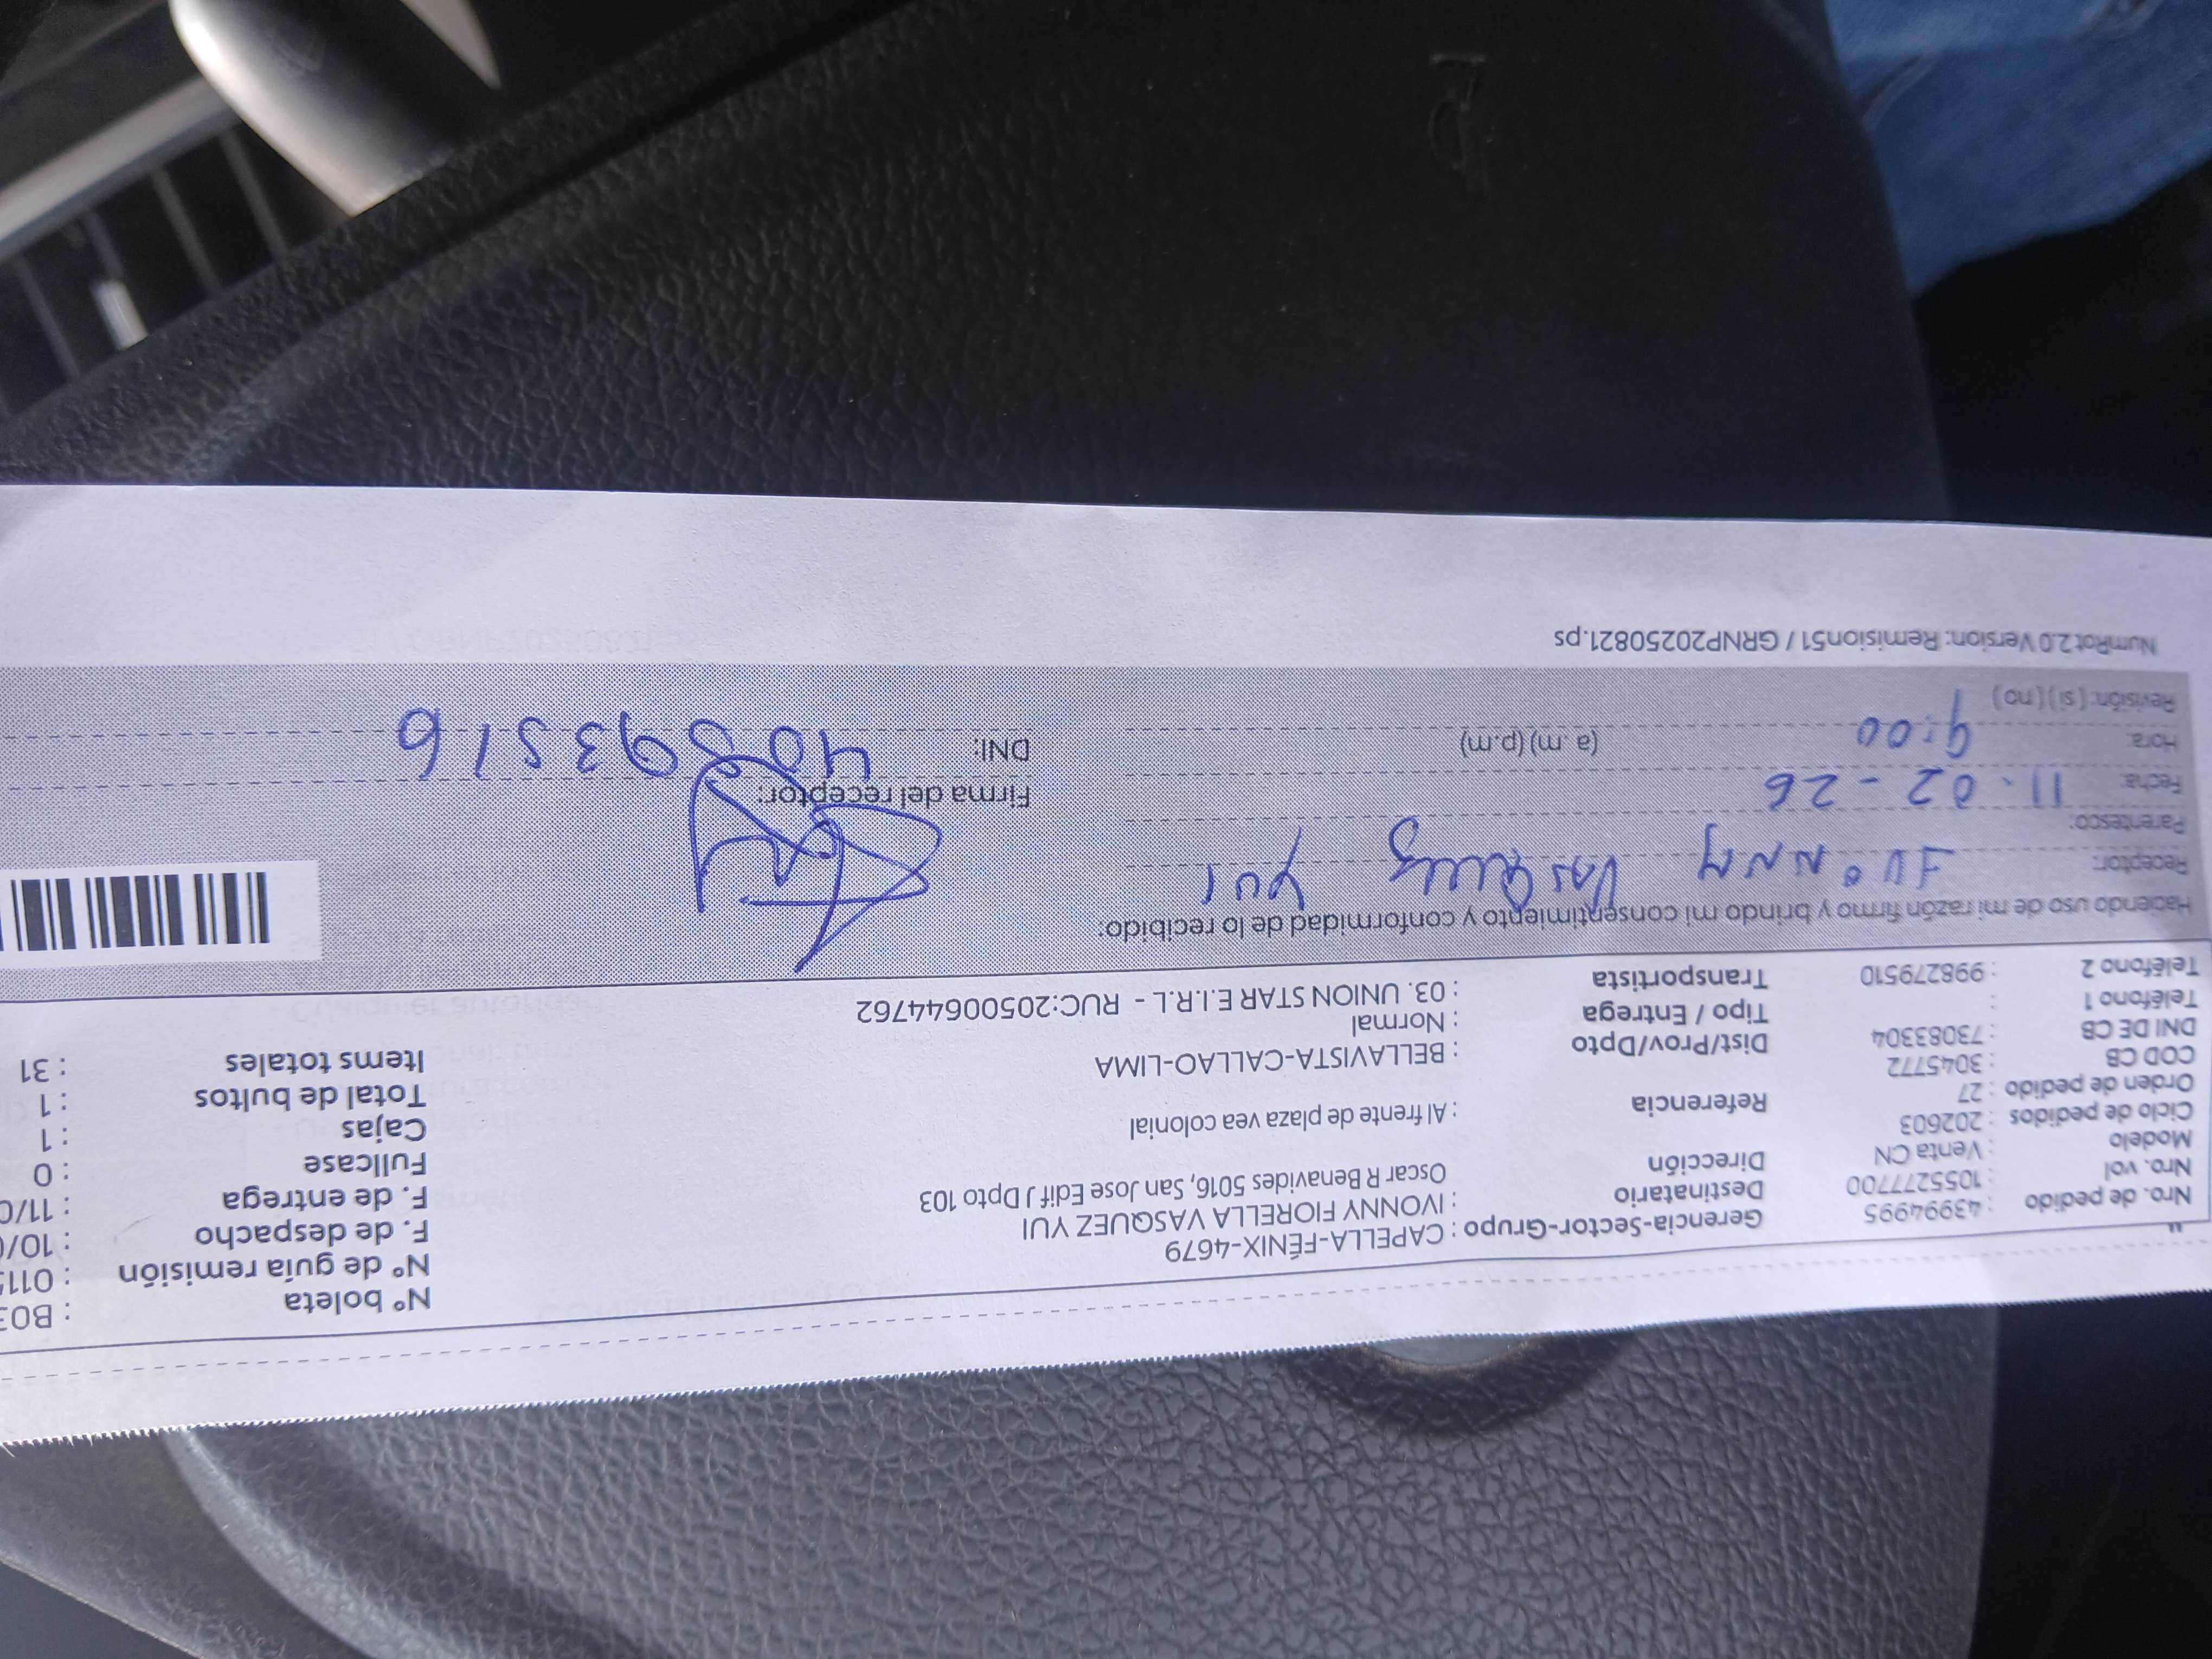 Nº boleta : B03
Nº de guía remisión : 011
F. de despacho : 10/0
F. de entrega : 11/0
Fullcase : 0
Cajas : 1
Total de bultos : 1
Items totales : 31
Gerencia-Sector-Grupo : CAPELLA-FÉNIX-4679
Destinatario : IVONNY FIORELLA VASQUEZ YUI
Dirección Oscar R Benavides 5016, San Jose Edif J Dpto 103
Referencia : Al frente de plaza vea colonial
Dist/Prov/Dpto : BELLAVISTA-CALLAO-LIMA
Tipo / Entrega : Normal
Transportista : 03. UNION STAR E.I.R.L - RUC:20500644762
Nro. de pedido : 43994995
Nro. vol : 1055277700
Modelo : Venta CN
Ciclo de pedidos : 202603
Orden de pedido : 27
COD CB : 3045772
DNI DE CB : 73083304
Teléfono 1 :
Teléfono 2 : 998279510
Haciendo uso de mi razón firmo y brindo mi consentimiento y conformidad de lo recibido:
Receptor: Vasquez Yui
Parentesco:
Fecha: 11-02-26
Hora: 9:00 (a.m) (p.m)
Revisión: (si) (no)
Firma del receptor:
DNI: 40893516
NumRot 2.0 Version: Remision51 / GRNP20250821.ps